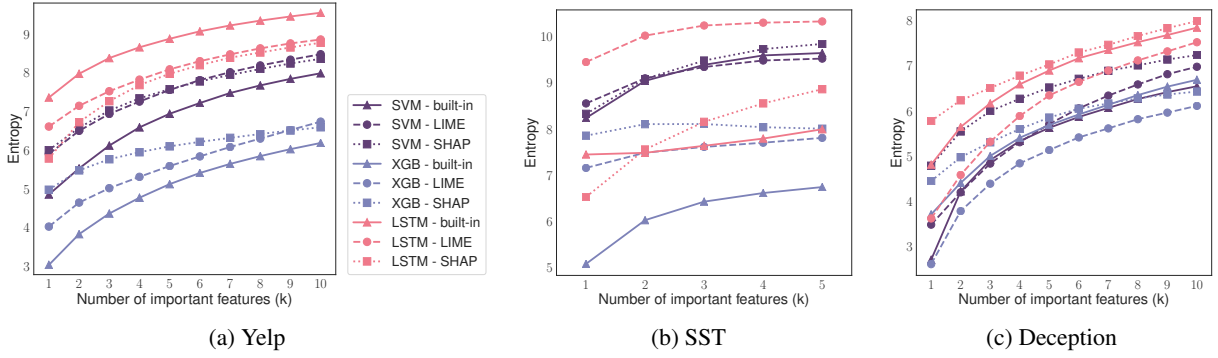 Entropy
9
8
7
6
5
4
3
1 2 3 4 5 6 7 8 9 10
Number of important features (k)
(a) Yelp
SVM - built-in
SVM - LIME
SVM - SHAP
XGB - built-in
XGB - LIME
XGB - SHAP
LSTM - built-in
LSTM - LIME
LSTM - SHAP
Entropy
10
9
8
7
6
5
1 2 3 4 5
Number of important features (k)
(b) SST
Entropy
8
7
6
5
4
3
1 2 3 4 5 6 7 8 9 10
Number of important features (k)
(c) Deception